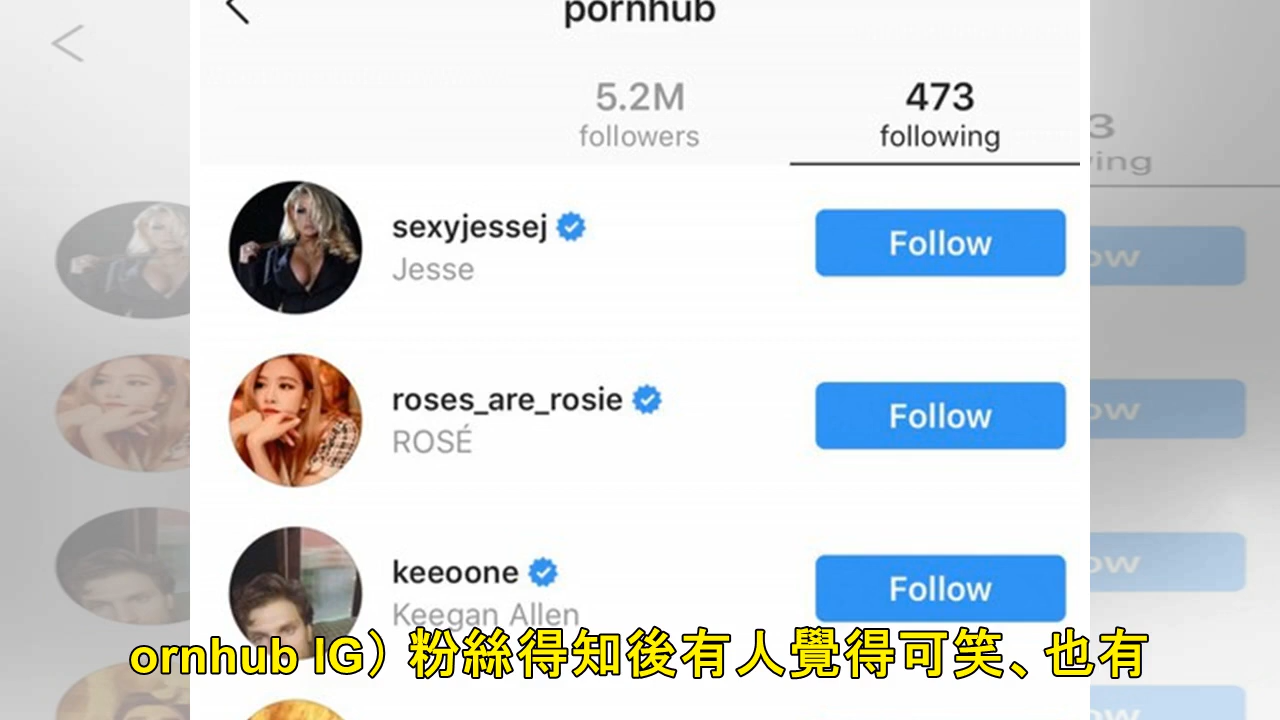 pornhub
5.2M
followers
473
following
sexyjessej
Jesse
Follow
roses_are_rosie
ROSÉ
Follow
keeoone
Keegan Allen
Follow
ornhub IG）粉絲得知後有人覺得可笑、也有